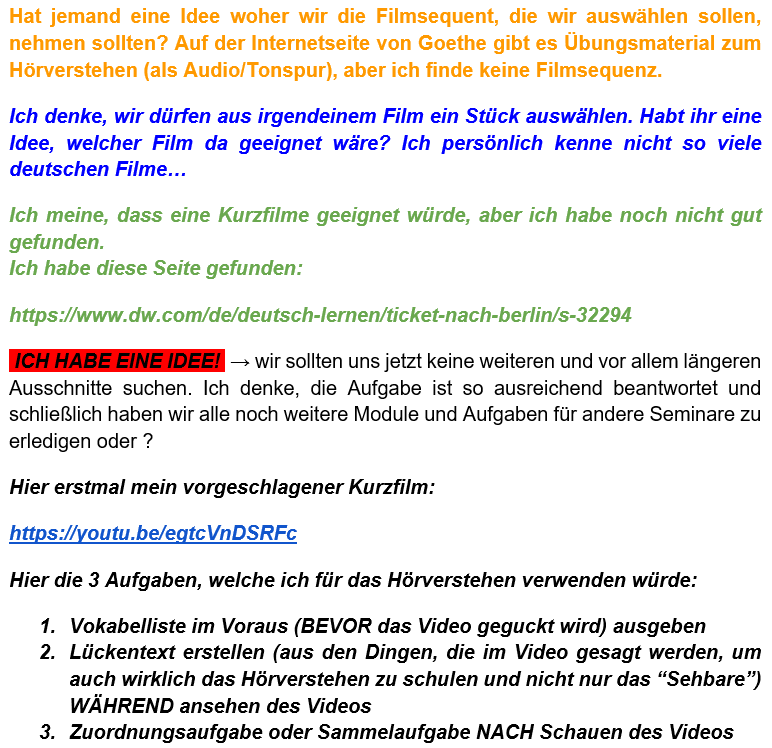 Hat jemand eine Idee woher wir die Filmsequent, die wir auswählen sollen,
nehmen sollten? Auf der Internetseite von Goethe gibt es Übungsmaterial zum
Hörverstehen (als Audio/Tonspur), aber ich finde keine Filmsequenz.
Ich denke, wir dürfen aus irgendeinem Film ein Stück auswählen. Habt ihr eine
Idee, welcher Film da geeignet wäre? Ich persönlich kenne nicht so viele
deutschen Filme…
Ich meine, dass eine Kurzfilme geeignet würde, aber ich habe noch nicht gut
gefunden.
Ich habe diese Seite gefunden:
https://www.dw.com/de/deutsch-lernen/ticket-nach-berlin/s-32294
ICH HABE EINE IDEE! → wir sollten uns jetzt keine weiteren und vor allem längeren
Ausschnitte suchen. Ich denke, die Aufgabe ist so ausreichend beantwortet und
schließlich haben wir alle noch weitere Module und Aufgaben für andere Seminare zu
erledigen oder ?
Hier erstmal mein vorgeschlagener Kurzfilm:
https://youtu.be/egtcVnDSRFc
Hier die 3 Aufgaben, welche ich für das Hörverstehen verwenden würde:
1. Vokabelliste im Voraus (BEVOR das Video geguckt wird) ausgeben
2. Lückentext erstellen (aus den Dingen, die im Video gesagt werden, um
auch wirklich das Hörverstehen zu schulen und nicht nur das “Sehbare”)
WÄHREND ansehen des Videos
3. Zuordnungsaufgabe oder Sammelaufgabe NACH Schauen des Videos